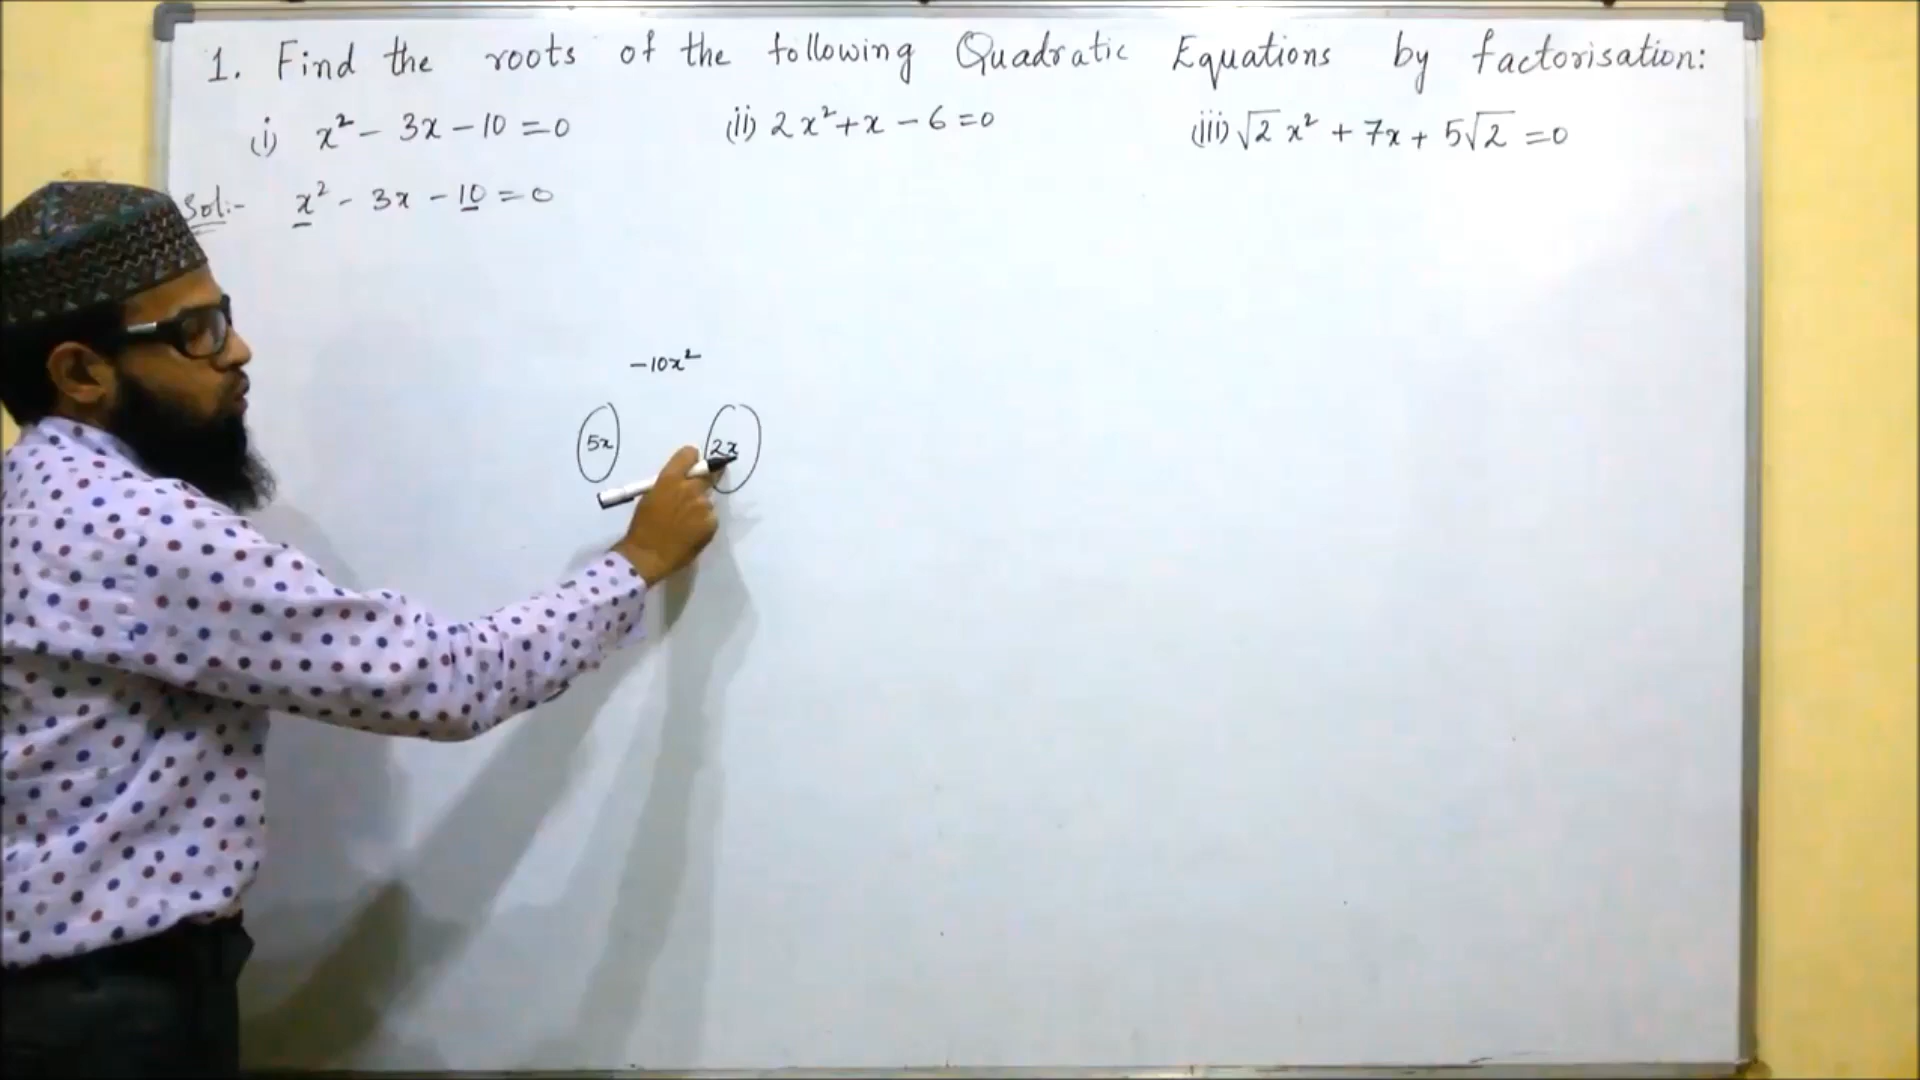 1. Find the roots of the following Quadratic Equations by factorisation:
(i) x² - 3x - 10 = 0 (ii) 2x² + x - 6 = 0 (iii) √2 x² + 7x + 5√2 = 0
Sol:- x² - 3x - 10 = 0
-10x²
5x 2x